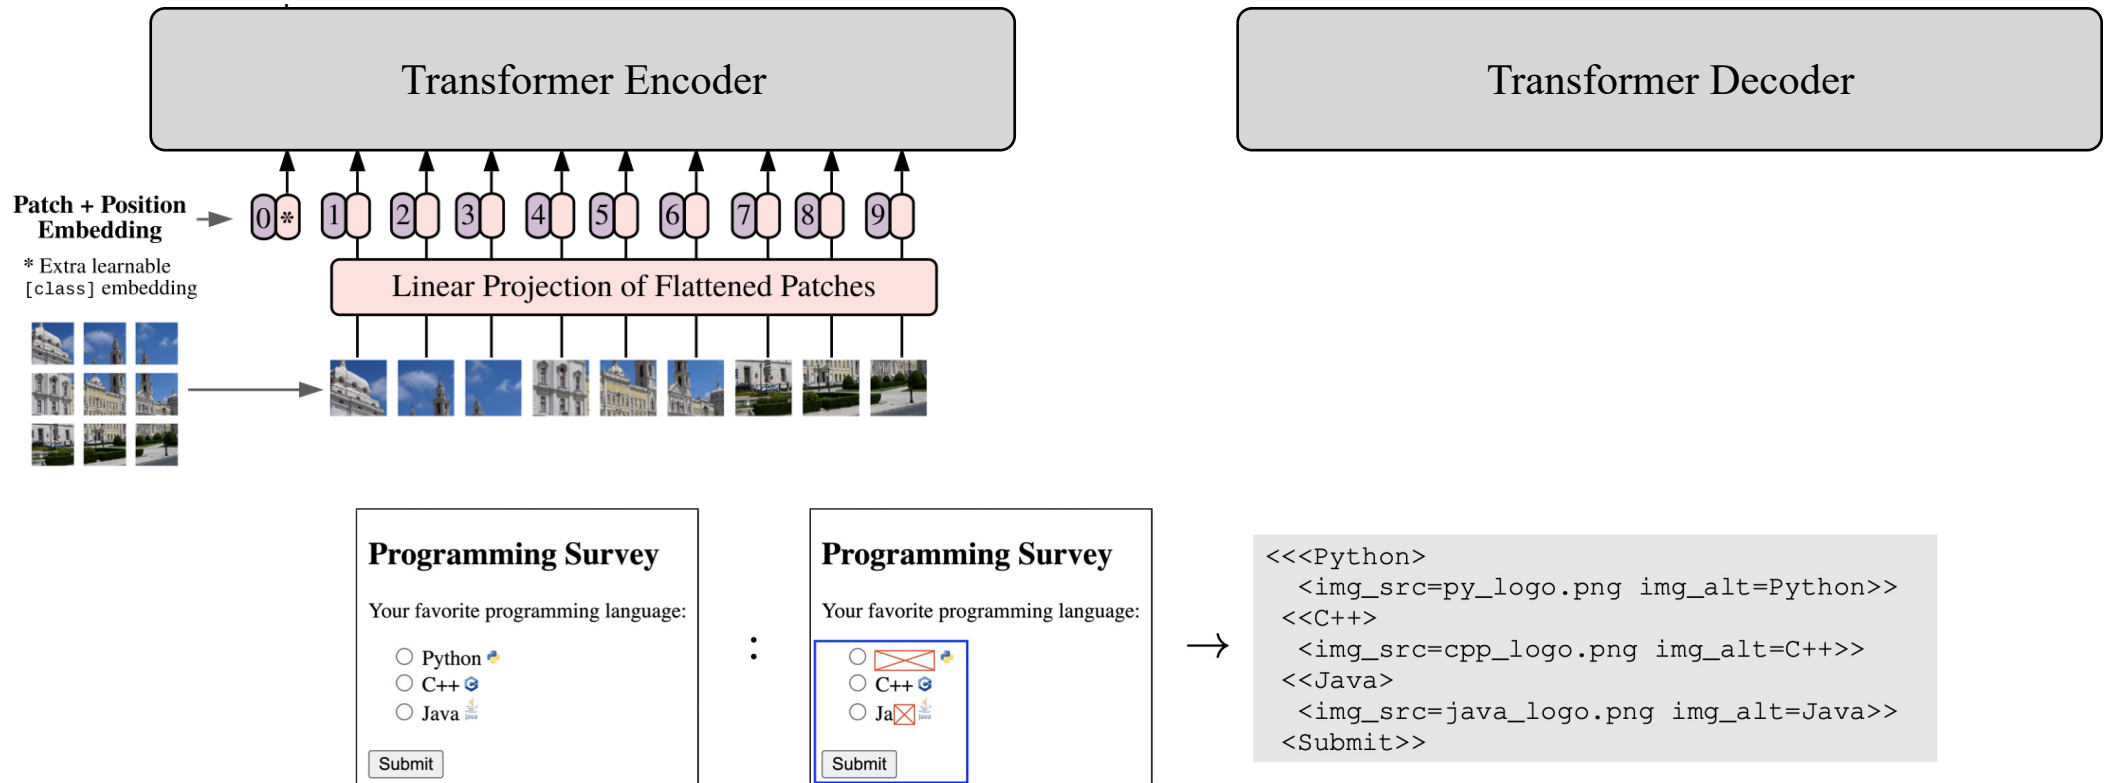 Transformer Encoder
Transformer Decoder
Patch + Position
Embedding
0 * 1 2 3 4 5 6 7 8 9
* Extra learnable
[class] embedding
Linear Projection of Flattened Patches
Programming Survey
Your favorite programming language:
Python
C++
Java
Java
Submit
:
Programming Survey
Your favorite programming language:
C++
Ja
Java
Submit
→
<<<Python>
<img_src=py_logo.png img_alt=Python>>
<<C++>
<img_src=cpp_logo.png img_alt=C++>>
<<Java>
<img_src=java_logo.png img_alt=Java>>
<Submit>>